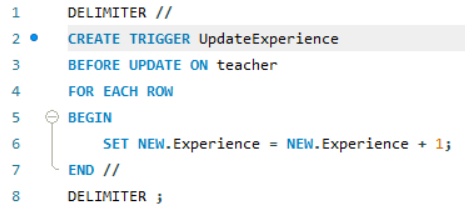 1 DELIMITER //
2 CREATE TRIGGER UpdateExperience
3 BEFORE UPDATE ON teacher
4 FOR EACH ROW
5 BEGIN
6 SET NEW.Experience = NEW.Experience + 1;
7 END //
8 DELIMITER ;